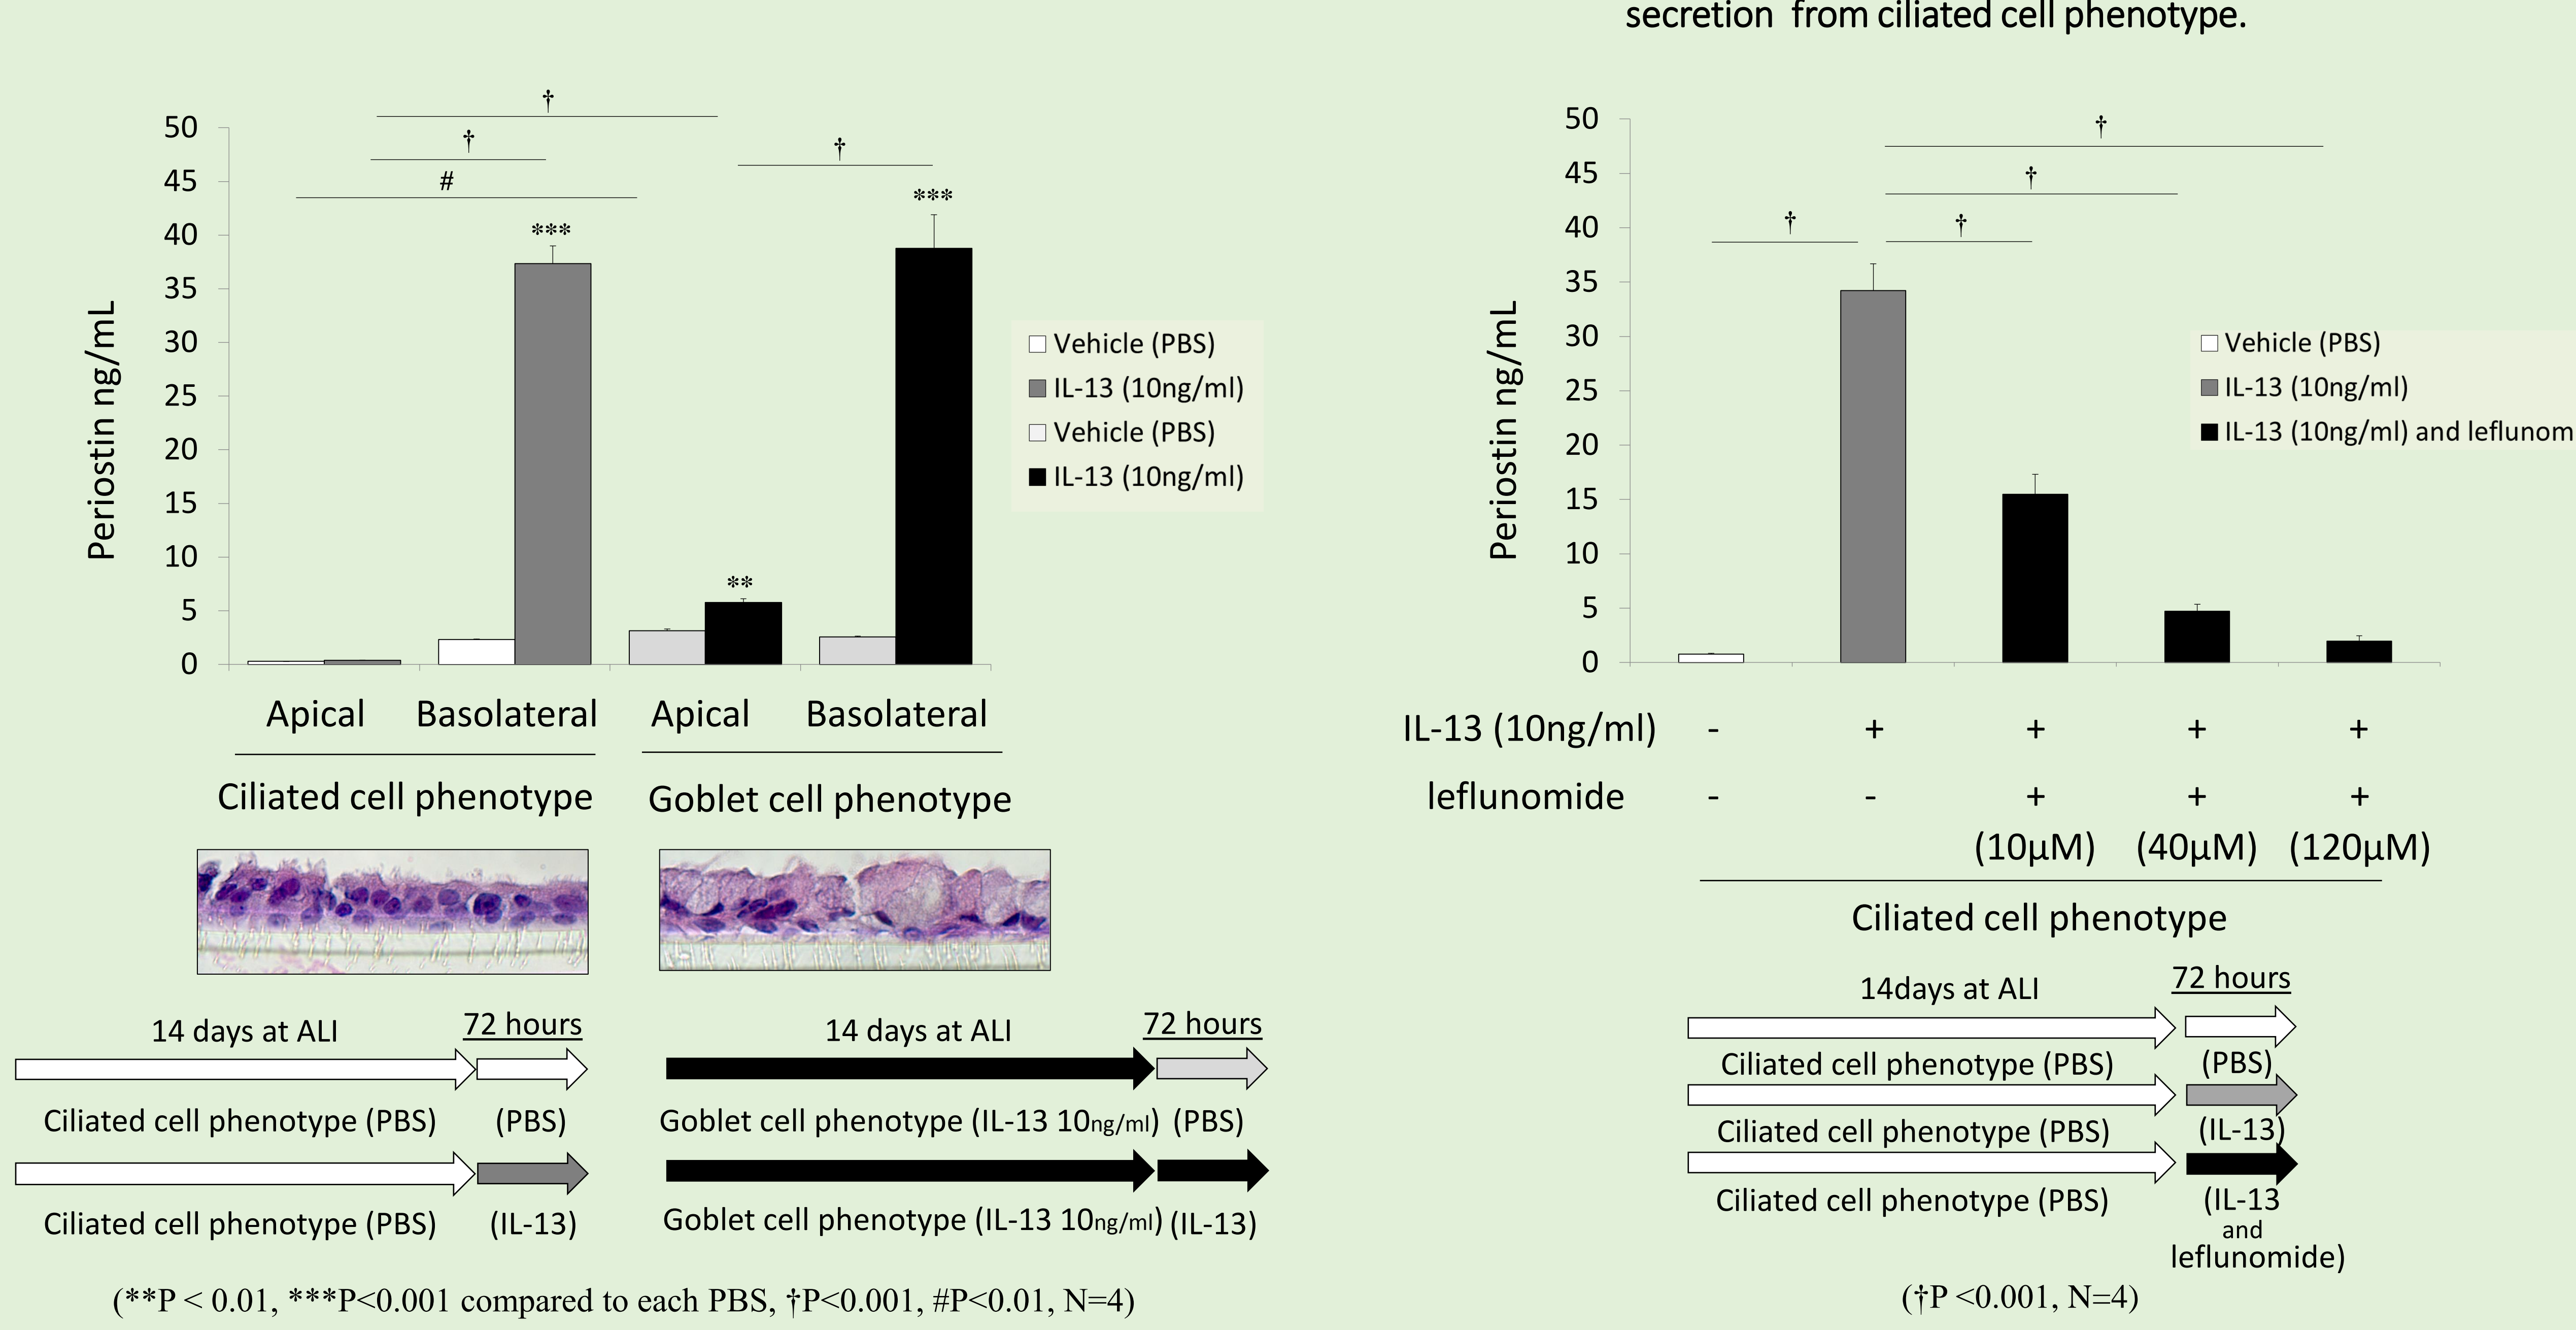 secretion from ciliated cell phenotype.
†
†
#
†
***
***
**
50
45
40
35
30
25
20
15
10
5
0
Periostin ng/mL
Vehicle (PBS)
IL-13 (10ng/ml)
Vehicle (PBS)
IL-13 (10ng/ml)
Apical Basolateral Apical Basolateral
Ciliated cell phenotype Goblet cell phenotype
14 days at ALI 72 hours 14 days at ALI 72 hours
Ciliated cell phenotype (PBS) (PBS) Goblet cell phenotype (IL-13 10ng/ml) (PBS)
Ciliated cell phenotype (PBS) (IL-13) Goblet cell phenotype (IL-13 10ng/ml) (IL-13)
(**P < 0.01, ***P<0.001 compared to each PBS, †P<0.001, #P<0.01, N=4)
†
†
†
†
50
45
40
35
30
25
20
15
10
5
0
Periostin ng/mL
Vehicle (PBS)
IL-13 (10ng/ml)
IL-13 (10ng/ml) and leflunom
IL-13 (10ng/ml) - + + + +
leflunomide - - + + +
(10μM) (40μM) (120μM)
Ciliated cell phenotype
14days at ALI 72 hours
Ciliated cell phenotype (PBS) (PBS)
Ciliated cell phenotype (PBS) (IL-13)
Ciliated cell phenotype (PBS) (IL-13
and
leflunomide)
(†P <0.001, N=4)